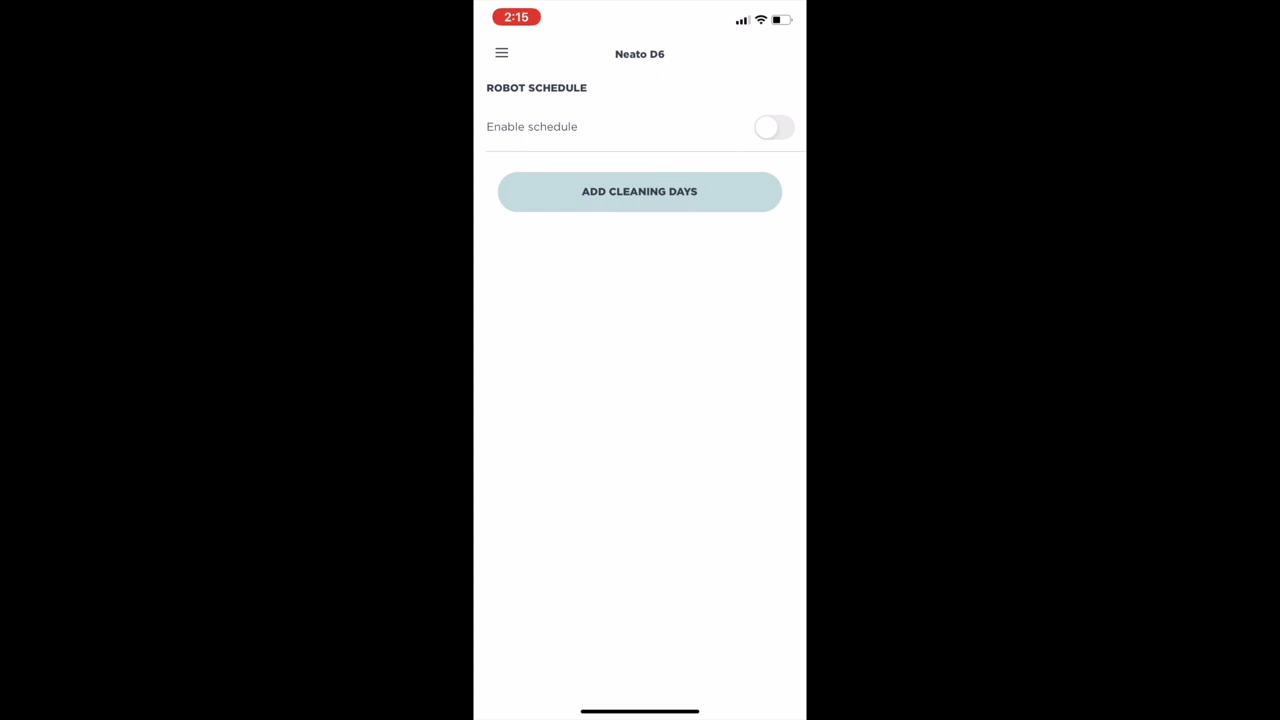 2:15
Neato D6
ROBOT SCHEDULE
Enable schedule
ADD CLEANING DAYS